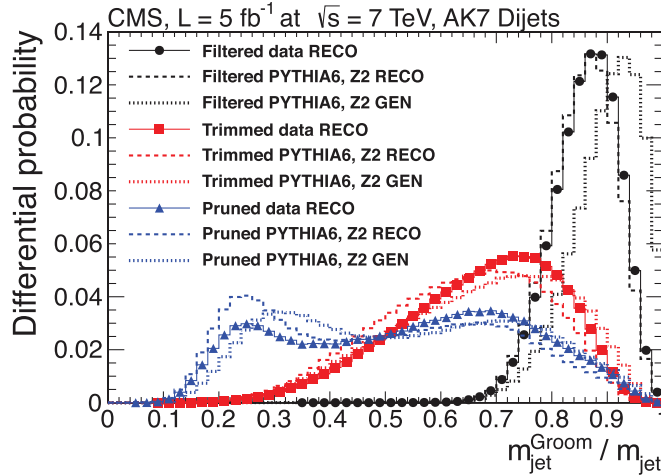 CMS, L = 5 fb⁻¹ at √s = 7 TeV, AK7 Dijets
Differential probability
0.14
0.12
0.1
0.08
0.06
0.04
0.02
0
Filtered data RECO
Filtered PYTHIA6, Z2 RECO
Filtered PYTHIA6, Z2 GEN
Trimmed data RECO
Trimmed PYTHIA6, Z2 RECO
Trimmed PYTHIA6, Z2 GEN
Pruned data RECO
Pruned PYTHIA6, Z2 RECO
Pruned PYTHIA6, Z2 GEN
0 0.1 0.2 0.3 0.4 0.5 0.6 0.7 0.8 0.9
m_jet^Groom / m_jet